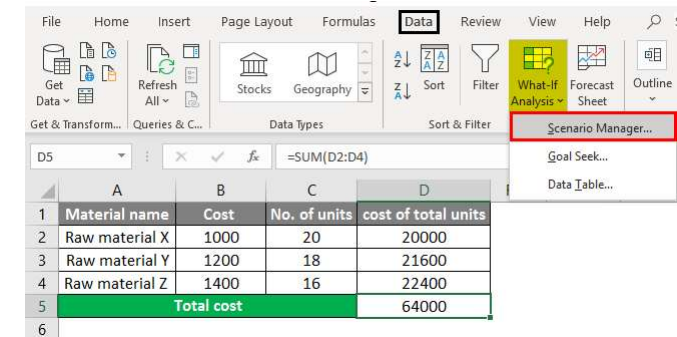 File Home Insert Page Layout Formulas Data Review View Help
Get Data Refresh All Stocks Geography Sort Filter What-If Analysis Forecast Sheet Outline
Get & Transform... Queries & C... Data Types Sort & Filter
Scenario Manager...
Goal Seek...
Data Table...
D5 fx =SUM(D2:D4)
A B C D
1 Material name Cost No. of units cost of total units
2 Raw material X 1000 20 20000
3 Raw material Y 1200 18 21600
4 Raw material Z 1400 16 22400
5 Total cost 64000
6